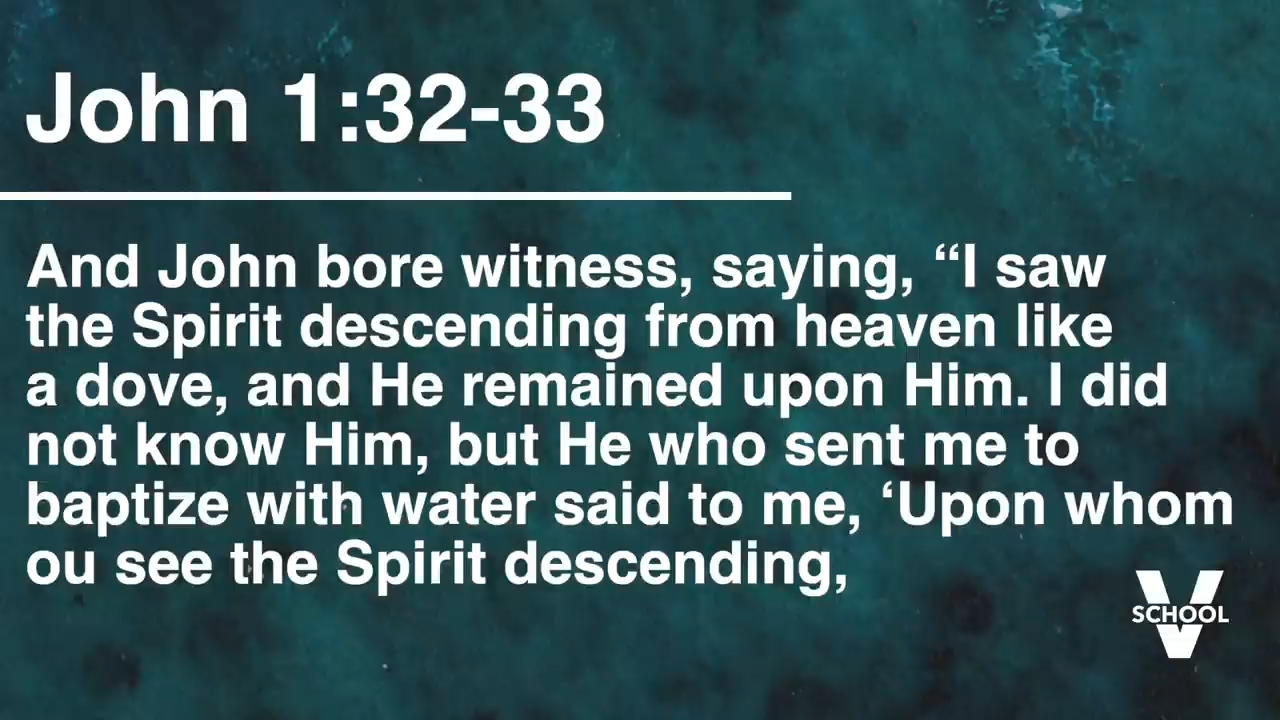 John 1:32-33
And John bore witness, saying, “I saw
the Spirit descending from heaven like
a dove, and He remained upon Him. I did
not know Him, but He who sent me to
baptize with water said to me, ‘Upon whom
ou see the Spirit descending,
V
SCHOOL